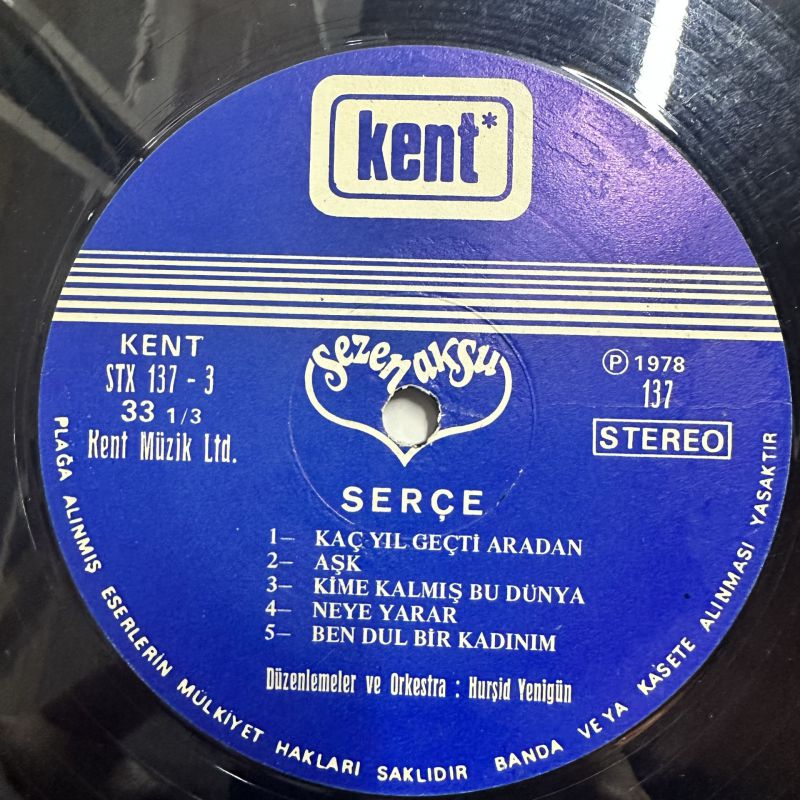 kent*
KENT
STX 137 - 3
33 1/3
Kent Müzik Ltd.
sezen aksu
Ⓟ 1978
137
STEREO
SERÇE
1– KAÇ YIL GEÇTİ ARADAN
2– AŞK
3– KİME KALMIŞ BU DÜNYA
4– NEYE YARAR
5– BEN DUL BİR KADINIM
Düzenlemeler ve Orkestra : Hurşid Yenigün
PLAĞA ALINMIŞ ESERLERİN MÜLKİYET HAKLARI SAKLIDIR BANDA VEYA KASETE ALINMASI YASAKTIR